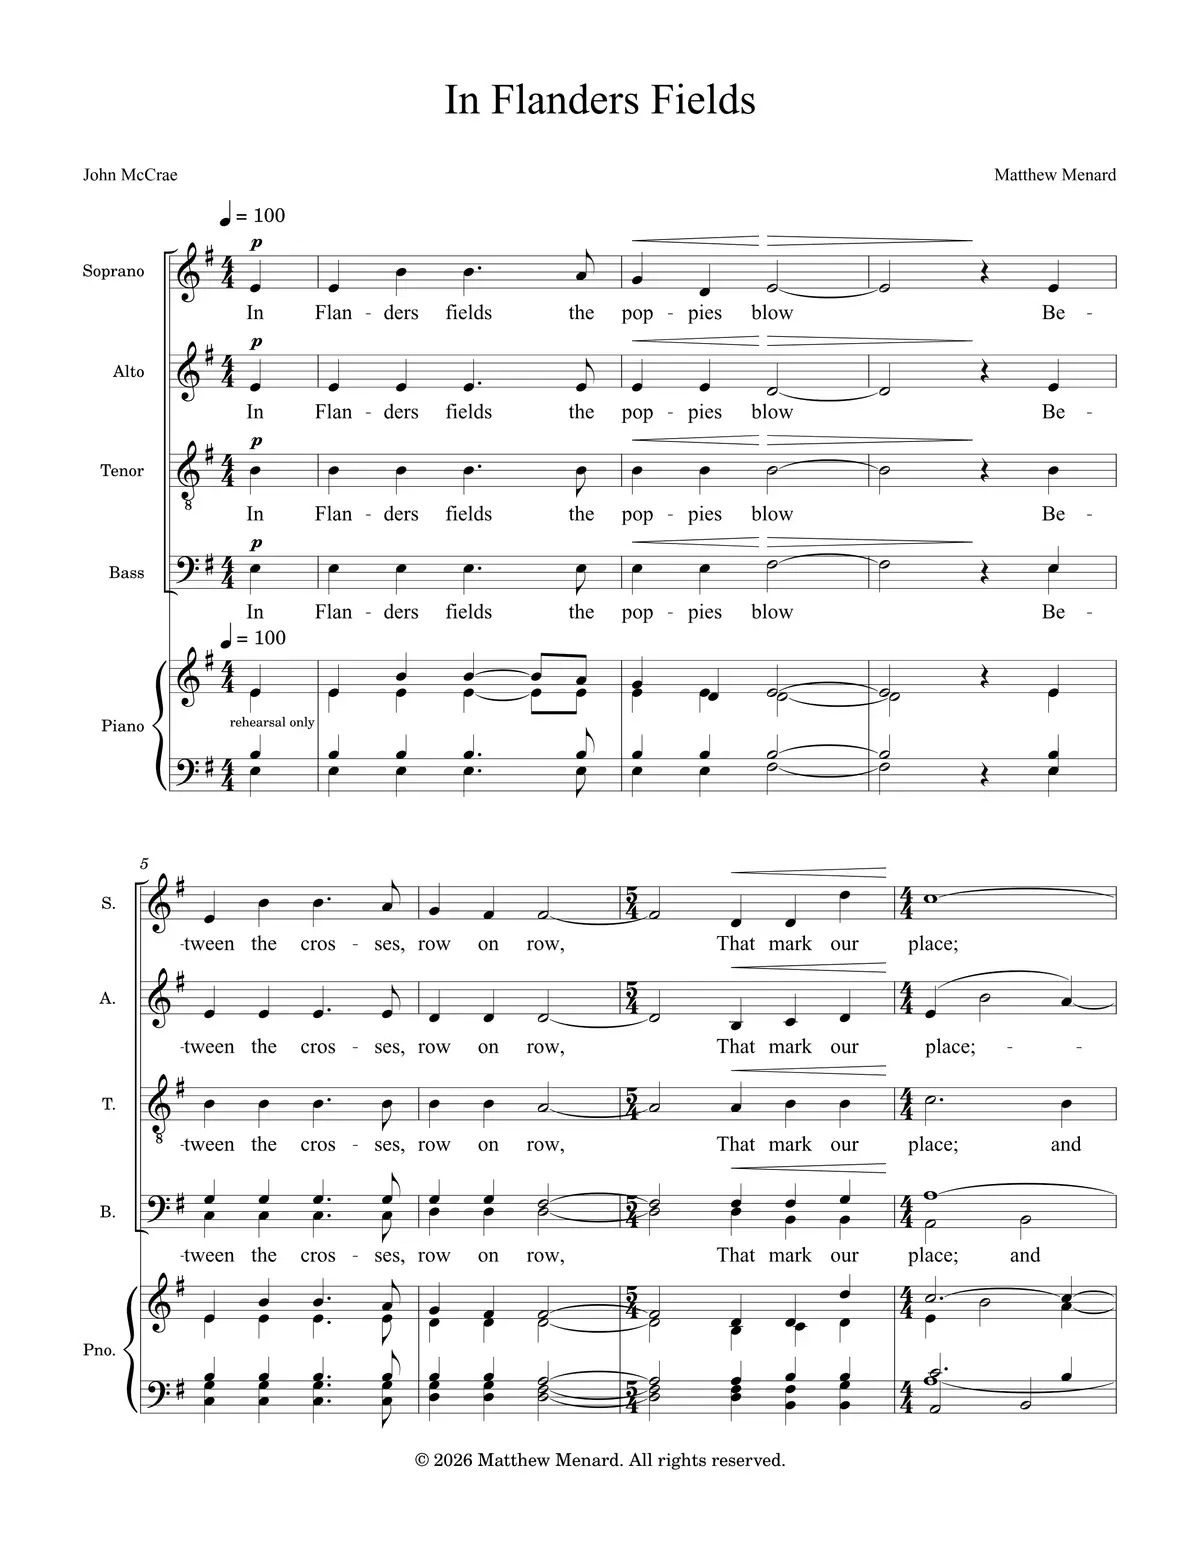 In Flanders Fields
John McCrae
Matthew Menard
= 100
p
Soprano
In Flan - ders fields the pop - pies blow Be -
p
Alto
In Flan - ders fields the pop - pies blow Be -
p
Tenor
8
In Flan - ders fields the pop - pies blow Be -
p
Bass
In Flan - ders fields the pop - pies blow Be -
= 100
Piano
rehearsal only
5
S.
-tween the cros - ses, row on row, That mark our place;
A.
-tween the cros - ses, row on row, That mark our place; - -
T.
8
-tween the cros - ses, row on row, That mark our place; and
B.
-tween the cros - ses, row on row, That mark our place; and
Pno.
© 2026 Matthew Menard. All rights reserved.